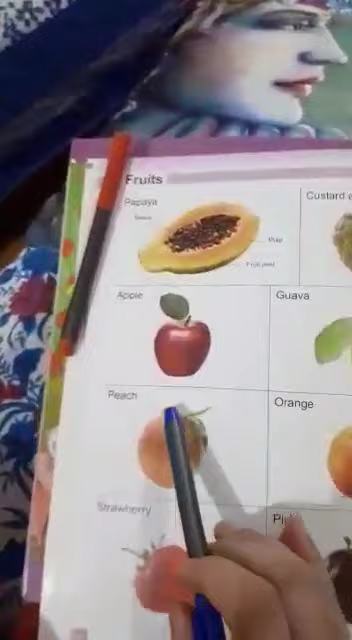 Fruits
Papaya
Custard
Seeds
Pulp
Fruit peel
Apple
Guava
Peach
Orange
Strawberry